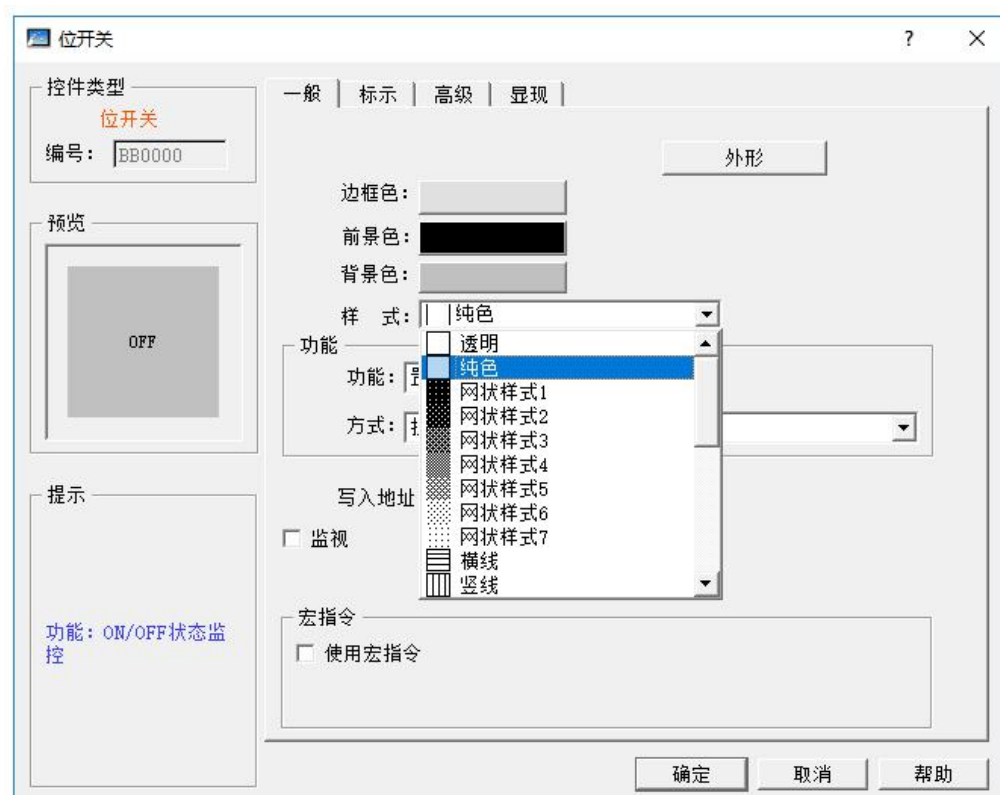 位开关
?
控件类型
位开关
编号: BB0000
预览
OFF
提示
功能: ON/OFF状态监
控
一般
标示
高级
显现
外形
边框色:
前景色:
背景色:
样 式: 纯色
透明
纯色
网状样式1
网状样式2
网状样式3
网状样式4
网状样式5
网状样式6
网状样式7
横线
竖线
功能
功能:
方式:
写入地址
监视
宏指令
使用宏指令
确定
取消
帮助